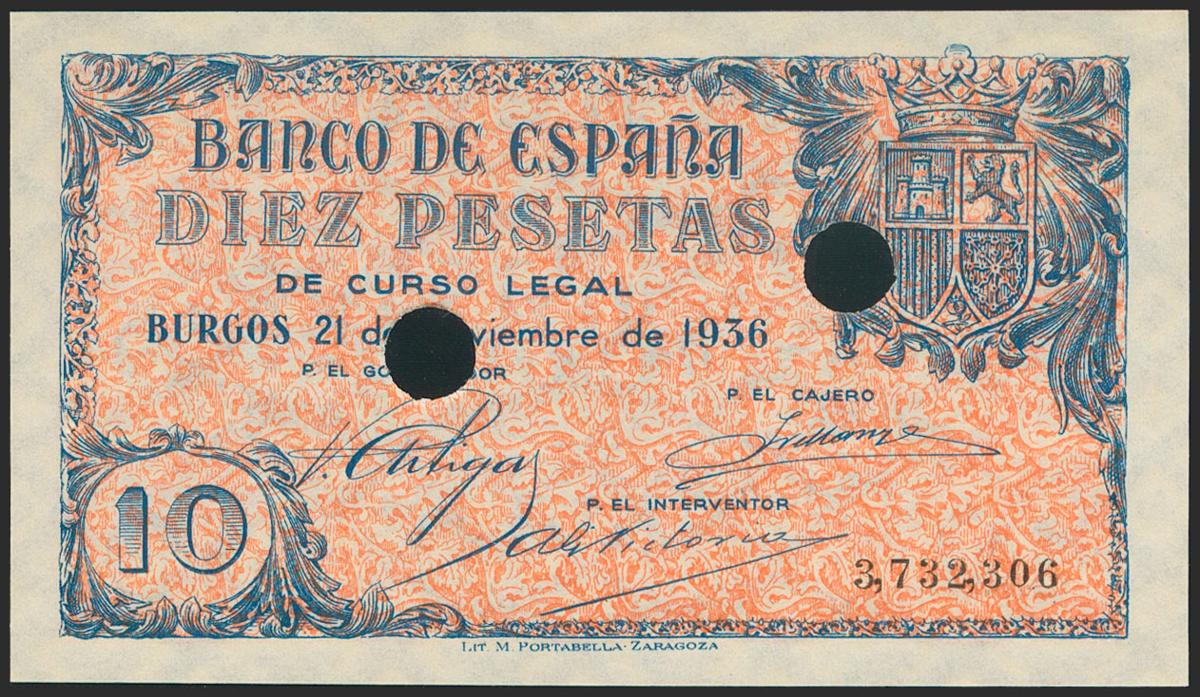 BANCO DE ESPAÑA
DIEZ PESETAS
DE CURSO LEGAL
BURGOS 21 de viembre de 1936
P. EL GO DOR
P. EL CAJERO
P. EL INTERVENTOR
10
3,732,306
LIT. M. PORTABELLA-ZARAGOZA